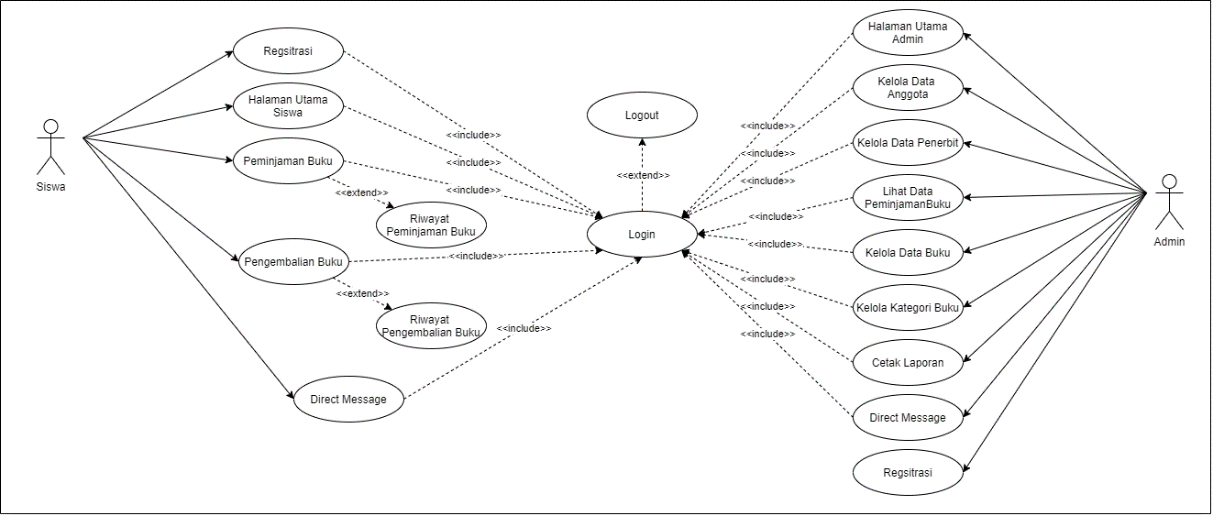 Regsitrasi
Halaman Utama
Siswa
Peminjaman Buku
Siswa
<<extend>>
Riwayat
Peminjaman Buku
Pengembalian Buku
<<extend>>
Riwayat
Pengembalian Buku
Direct Message
<<include>>
<<include>>
<<include>>
<<include>>
<<include>>
Logout
<<extend>>
Login
<<include>>
<<include>>
<<include>>
<<include>>
<<include>>
<<include>>
<<include>>
<<include>>
Halaman Utama
Admin
Kelola Data
Anggota
Kelola Data Penerbit
Lihat Data
PeminjamanBuku
Kelola Data Buku
Kelola Kategori Buku
Cetak Laporan
Direct Message
Regsitrasi
Admin